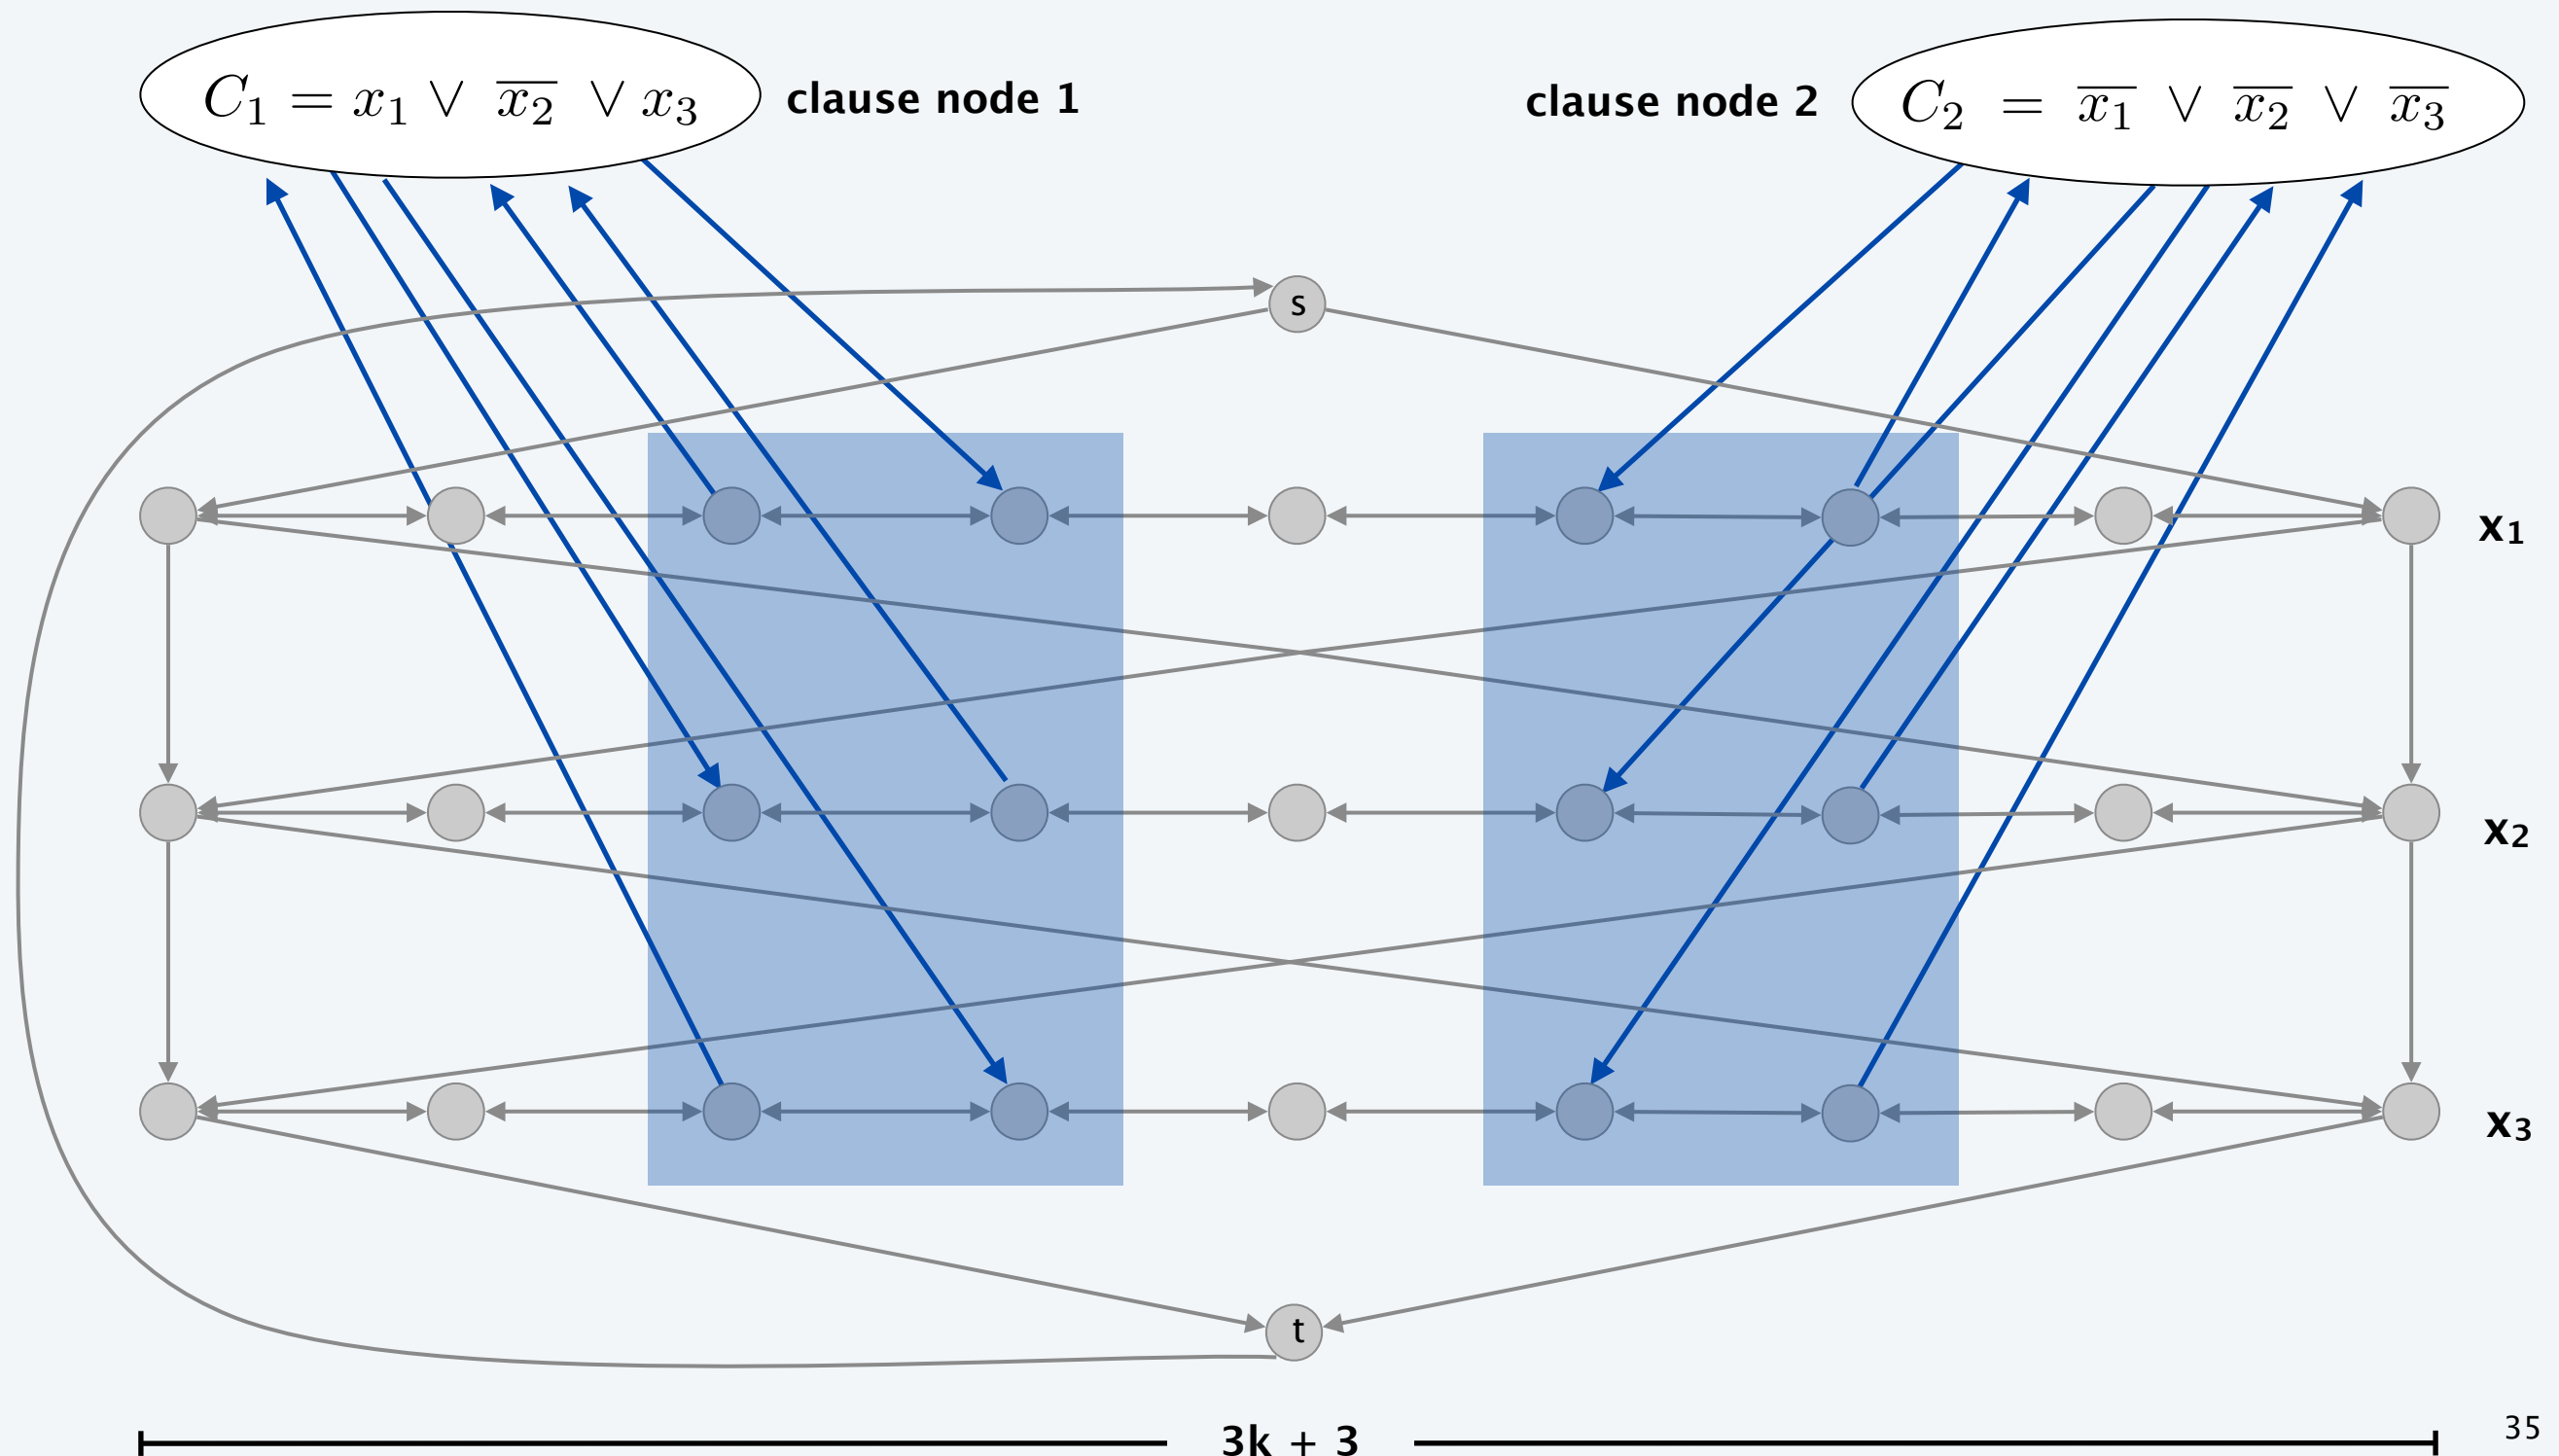 C₁ = x₁ ∨ x̅₂ ∨ x₃
clause node 1
clause node 2
C₂ = x̅₁ ∨ x̅₂ ∨ x̅₃
s
x₁
x₂
x₃
t
3k + 3
35